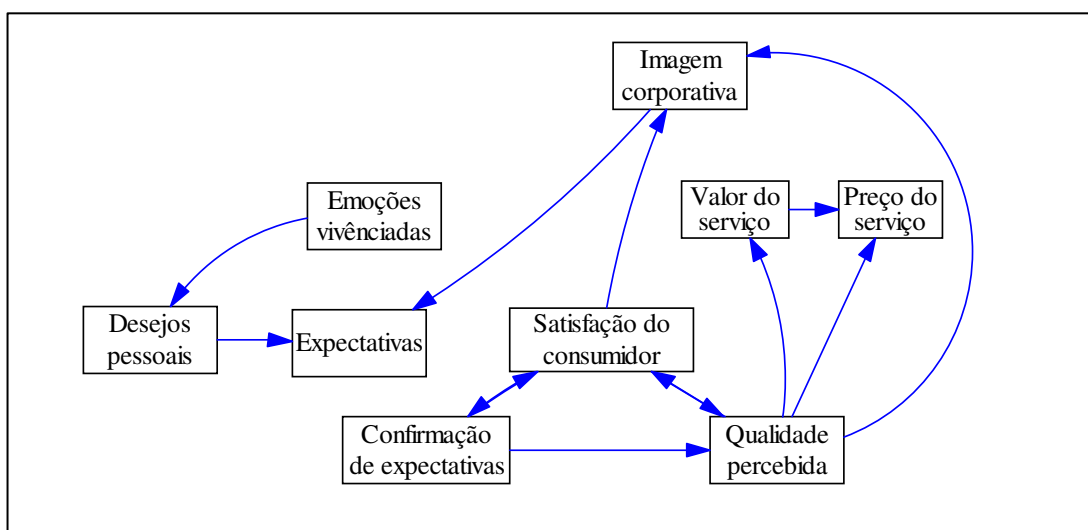 Imagem
corporativa
Emoções
vivênciadas
Valor do
serviço
Preço do
serviço
Desejos
pessoais
Expectativas
Satisfação do
consumidor
Confirmação
de expectativas
Qualidade
percebida